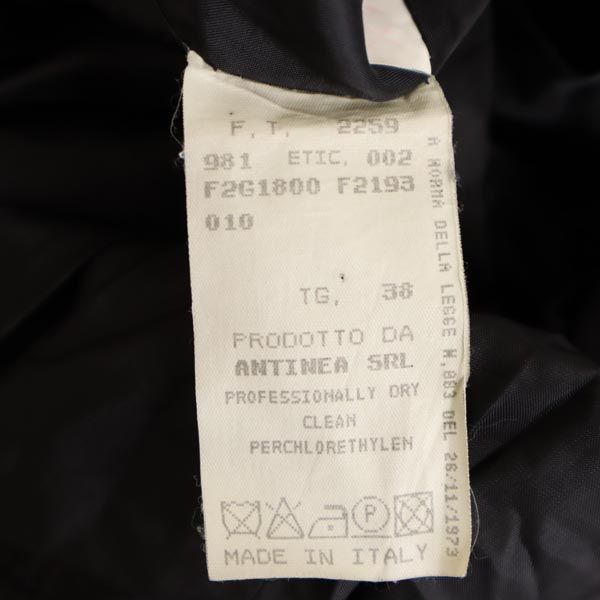 F.T. 2259
981 ETIC, 002
F2G1800 F2193
010
TG, 38
PRODOTTO DA
ANTINEA SRL
PROFESSIONALLY DRY
CLEAN
PERCHLORETHYLEN
P
MADE IN ITALY
A NORMA DELLA LEGGE N,883 DEL 26/11/1973